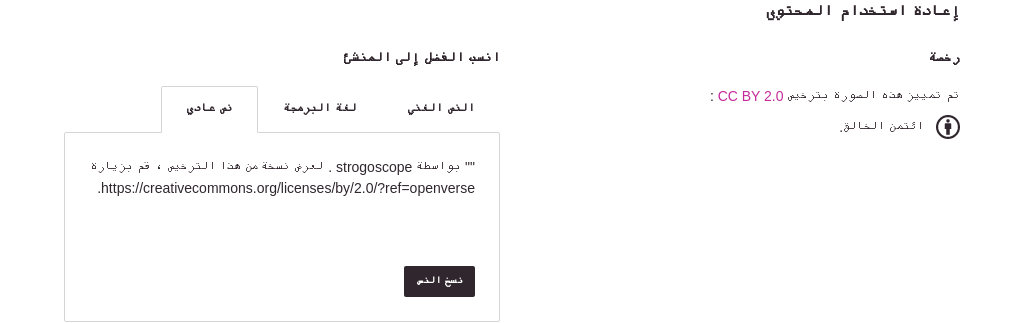 إعادة استخدام المحتوى
رخصة
تم تمييز هذه الصورة بترخيص CC BY 2.0 :
ائتمن الخالق.
انسب الفضل إلى المنشئ
النص الغني
لغة البرمجة
نص عادي
"" بواسطة strogoscope . لعرض نسخة من هذا الترخيص ، قم بزيارة
https://creativecommons.org/licenses/by/2.0/?ref=openverse.
نسخ النص